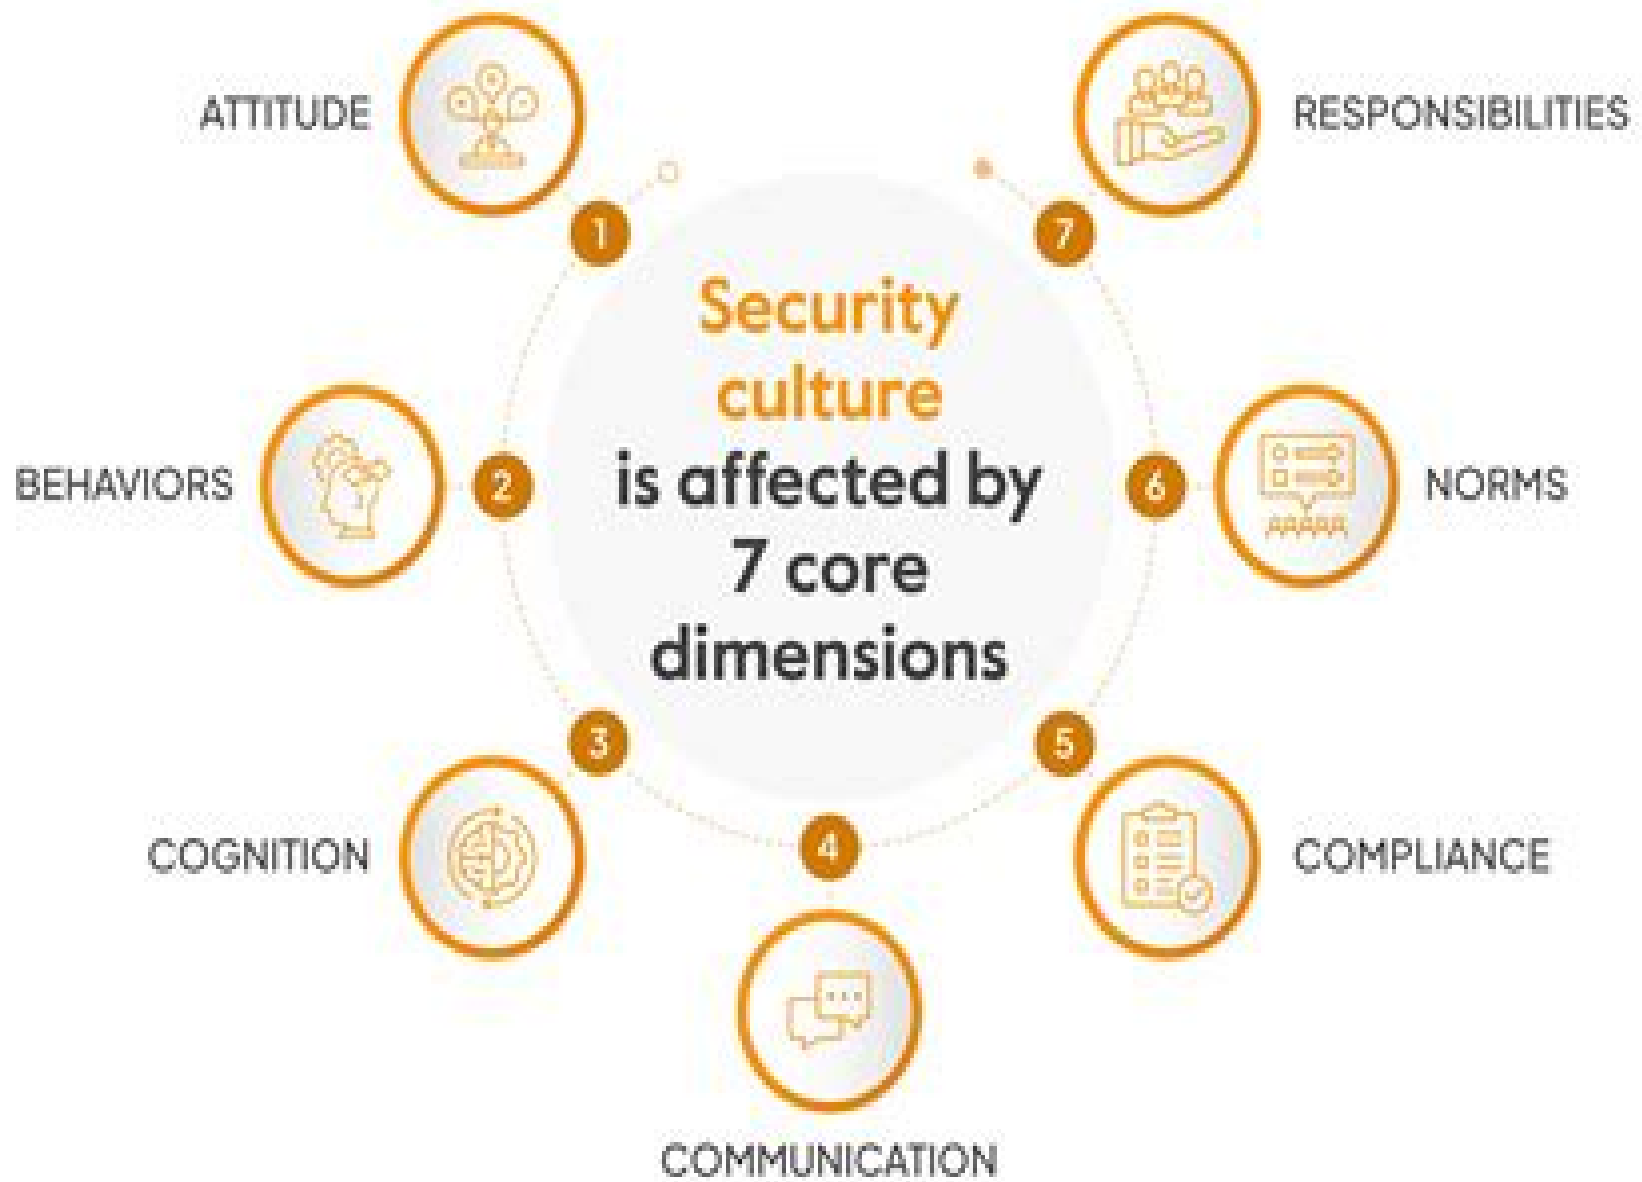 Security
culture
is affected by
7 core
dimensions
1
ATTITUDE
2
BEHAVIORS
3
COGNITION
4
COMMUNICATION
5
COMPLIANCE
6
NORMS
7
RESPONSIBILITIES